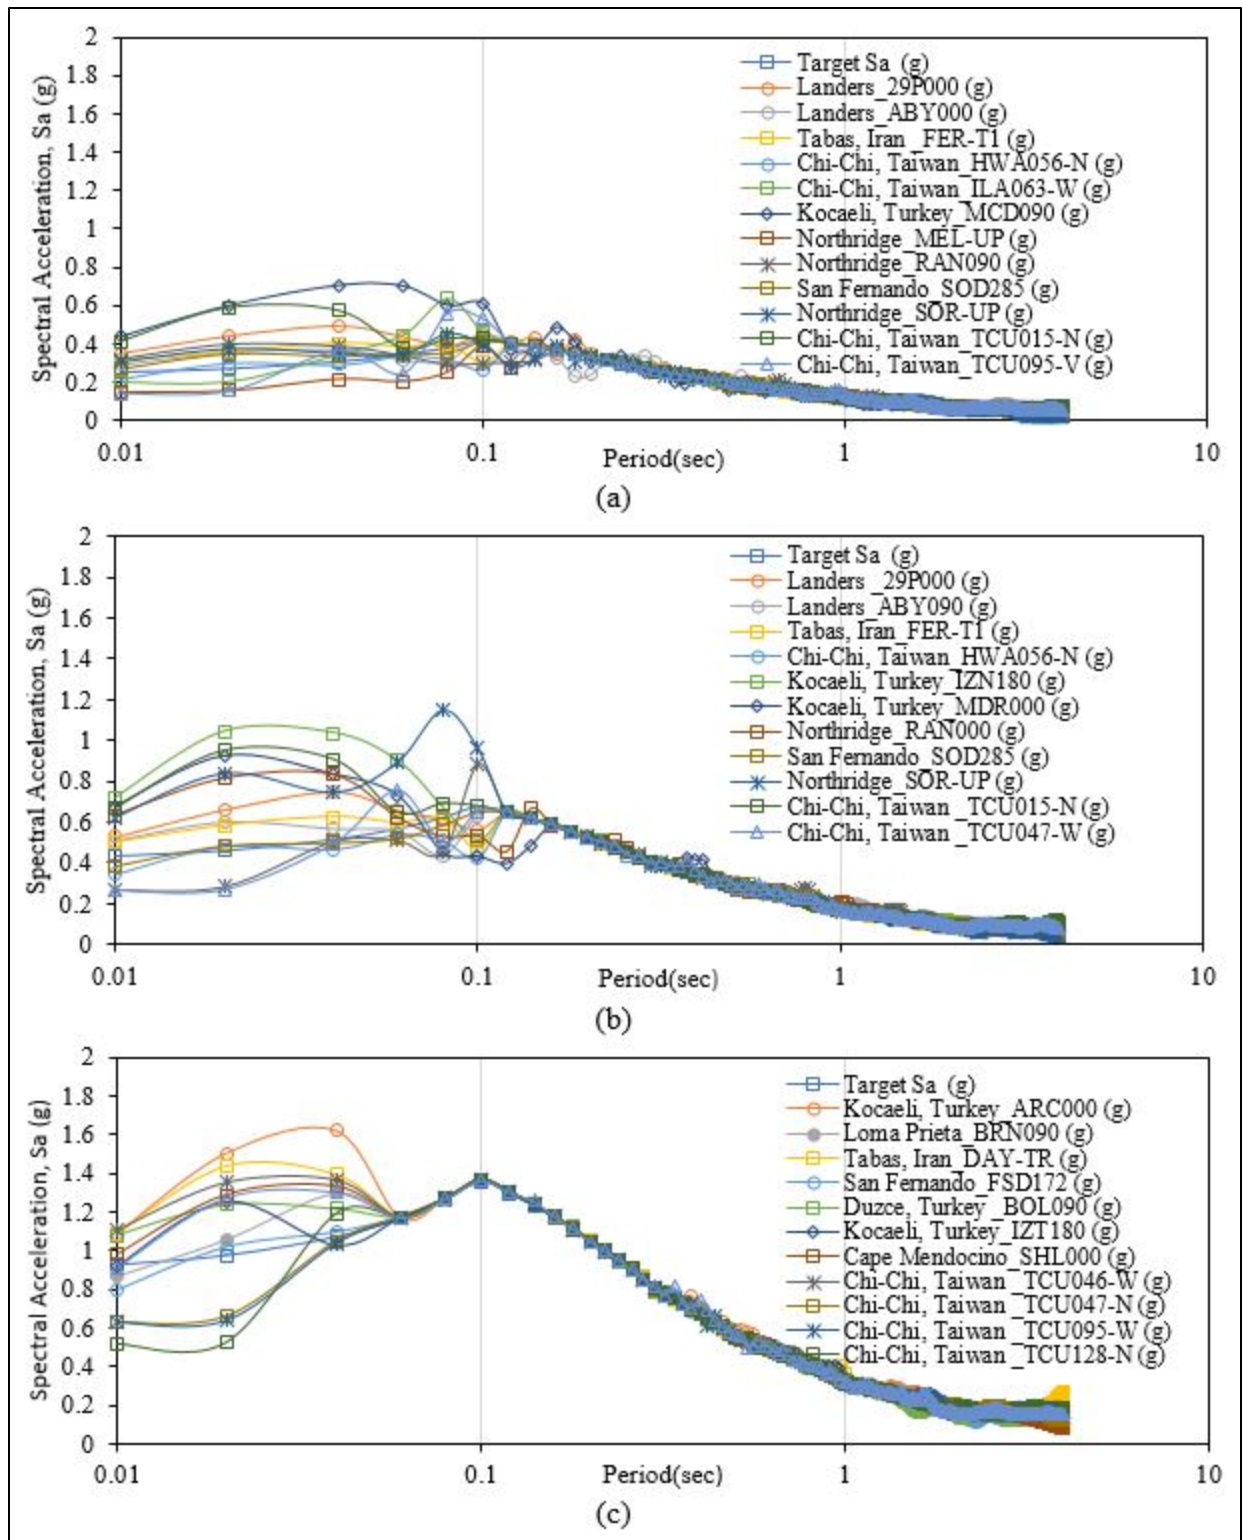 2
1.8
1.6
1.4
1.2
1
0.8
0.6
0.4
0.2
0
Spectral Acceleration, Sa (g)
Target Sa (g)
Landers_29P000 (g)
Landers_ABY000 (g)
Tabas, Iran _FER-T1 (g)
Chi-Chi, Taiwan_HWA056-N (g)
Chi-Chi, Taiwan_ILA063-W (g)
Kocaeli, Turkey_MCD090 (g)
Northridge_MEL-UP (g)
Northridge_RAN090 (g)
San Fernando_SOD285 (g)
Northridge_SOR-UP (g)
Chi-Chi, Taiwan_TCU015-N (g)
Chi-Chi, Taiwan_TCU095-V (g)
0.01 0.1 1 10
Period(sec)
(a)
2
1.8
1.6
1.4
1.2
1
0.8
0.6
0.4
0.2
0
Spectral Acceleration, Sa (g)
Target Sa (g)
Landers _29P000 (g)
Landers_ABY090 (g)
Tabas, Iran_FER-T1 (g)
Chi-Chi, Taiwan_HWA056-N (g)
Kocaeli, Turkey_IZN180 (g)
Kocaeli, Turkey_MDR000 (g)
Northridge_RAN000 (g)
San Fernando_SOD285 (g)
Northridge_SOR-UP (g)
Chi-Chi, Taiwan _TCU015-N (g)
Chi-Chi, Taiwan _TCU047-W (g)
0.01 0.1 1 10
Period(sec)
(b)
2
1.8
1.6
1.4
1.2
1
0.8
0.6
0.4
0.2
0
Spectral Acceleration, Sa (g)
Target Sa (g)
Kocaeli, Turkey_ARC000 (g)
Loma Prieta_BRN090 (g)
Tabas, Iran_DAY-TR (g)
San Fernando_FSD172 (g)
Duzce, Turkey _BOL090 (g)
Kocaeli, Turkey_IZT180 (g)
Cape Mendocino_SHL000 (g)
Chi-Chi, Taiwan _TCU046-W (g)
Chi-Chi, Taiwan _TCU047-N (g)
Chi-Chi, Taiwan _TCU095-W (g)
Chi-Chi, Taiwan _TCU128-N (g)
0.01 0.1 1 10
Period(sec)
(c)